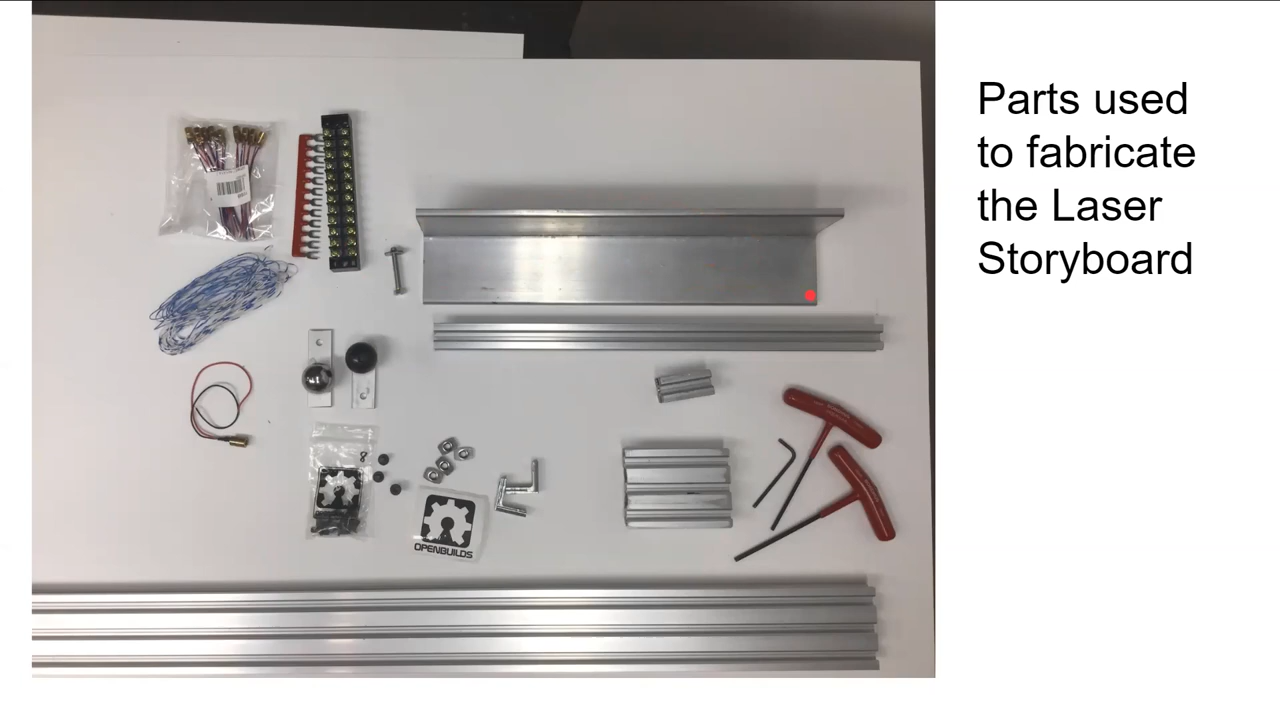 Parts used
to fabricate
the Laser
Storyboard
OPENBUILDS